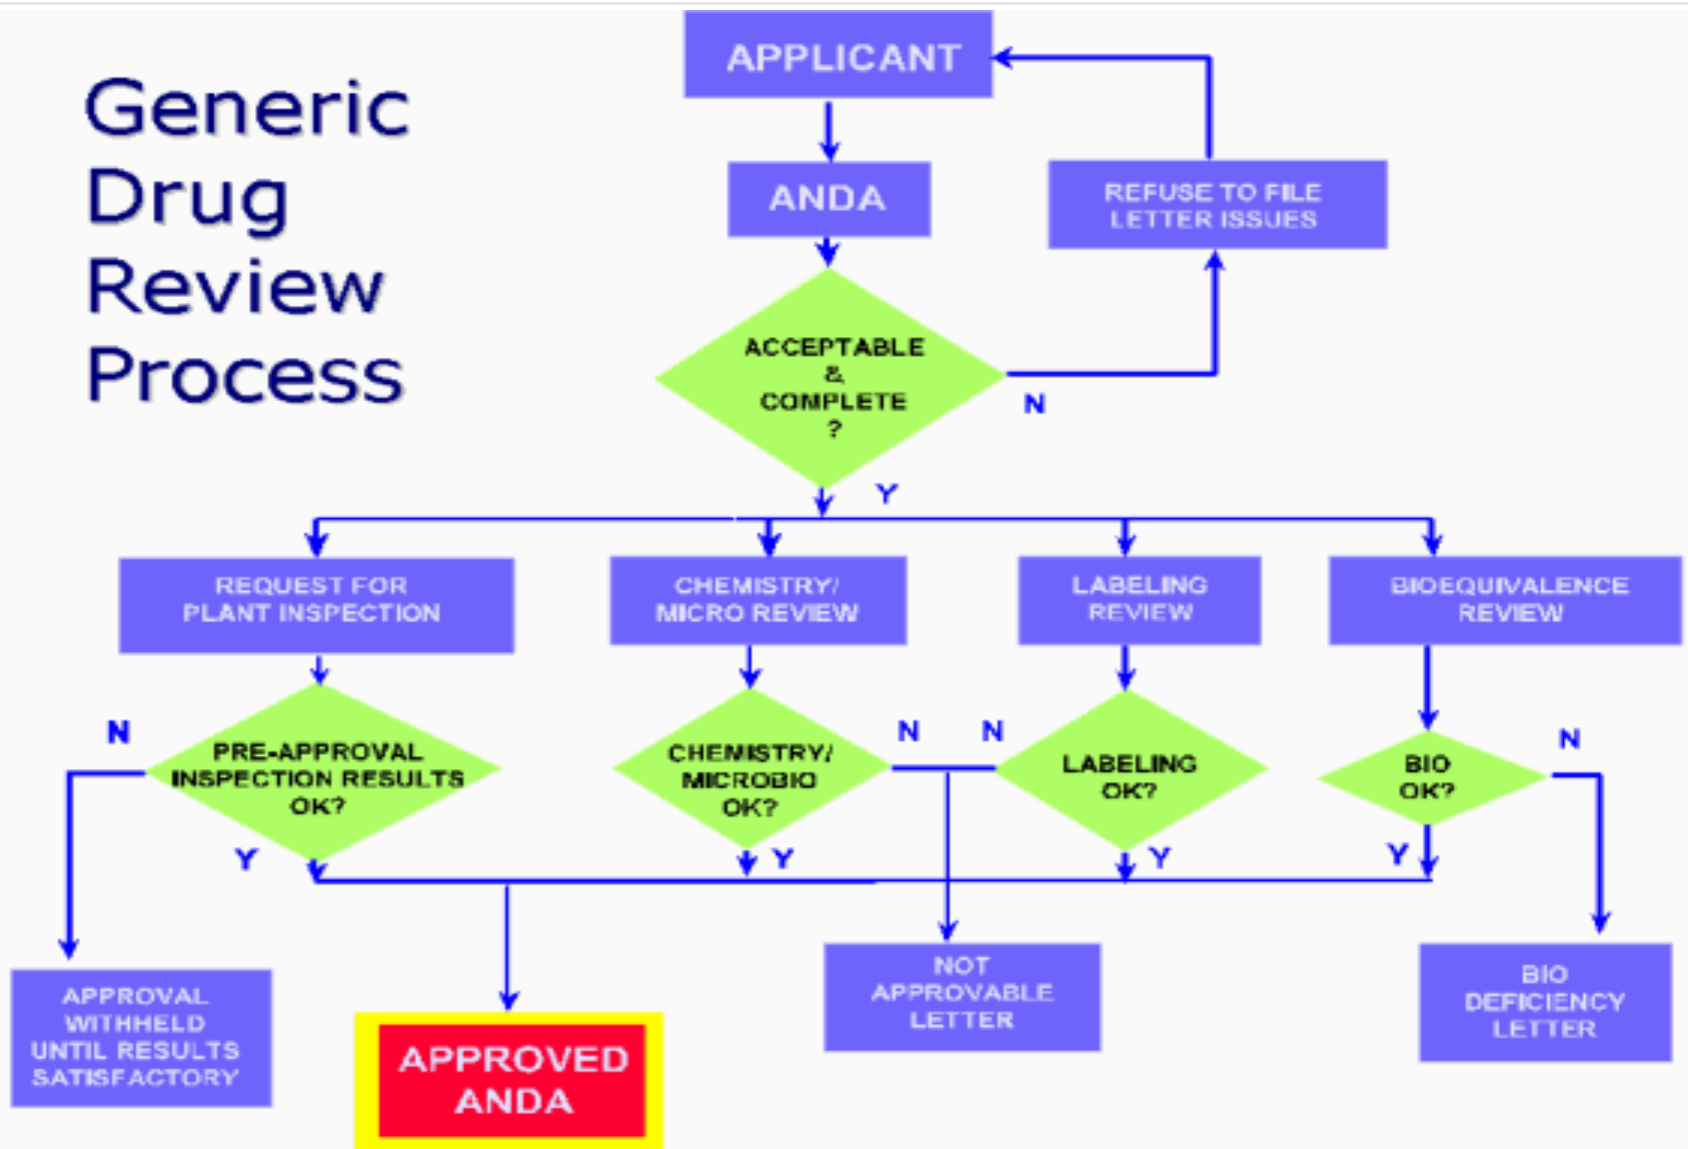 Generic
Drug
Review
Process
APPLICANT
ANDA
REFUSE TO FILE
LETTER ISSUES
ACCEPTABLE
&
COMPLETE
?
N
Y
REQUEST FOR
PLANT INSPECTION
CHEMISTRY/
MICRO REVIEW
LABELING
REVIEW
BIOEQUIVALENCE
REVIEW
N
PRE-APPROVAL
INSPECTION RESULTS
OK?
Y
CHEMISTRY/
MICROBIO
OK?
N
Y
N
LABELING
OK?
Y
BIO
OK?
N
Y
APPROVAL
WITHHELD
UNTIL RESULTS
SATISFACTORY
APPROVED
ANDA
NOT
APPROVABLE
LETTER
BIO
DEFICIENCY
LETTER